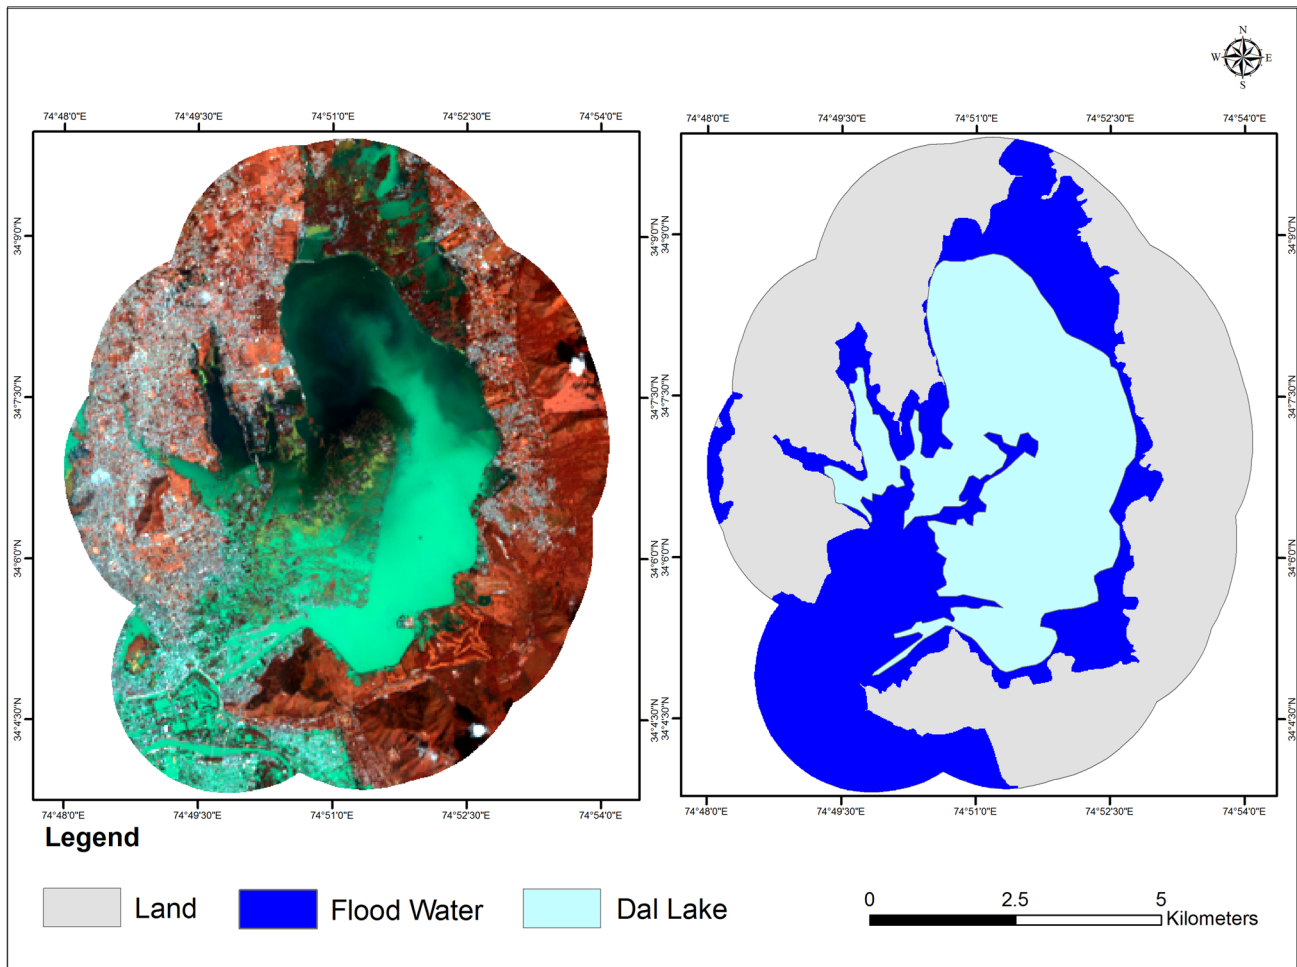 N
W E
S
74°48'0"E 74°49'30"E 74°51'0"E 74°52'30"E 74°54'0"E
74°48'0"E 74°49'30"E 74°51'0"E 74°52'30"E 74°54'0"E
34°9'0"N 34°9'0"N 34°9'0"N 34°9'0"N
34°7'30"N 34°7'30"N 34°7'30"N 34°7'30"N
34°6'0"N 34°6'0"N 34°6'0"N 34°6'0"N
34°4'30"N 34°4'30"N 34°4'30"N 34°4'30"N
74°48'0"E 74°49'30"E 74°51'0"E 74°52'30"E 74°54'0"E
74°48'0"E 74°49'30"E 74°51'0"E 74°52'30"E 74°54'0"E
Legend
Land Flood Water Dal Lake
0 2.5 5
Kilometers